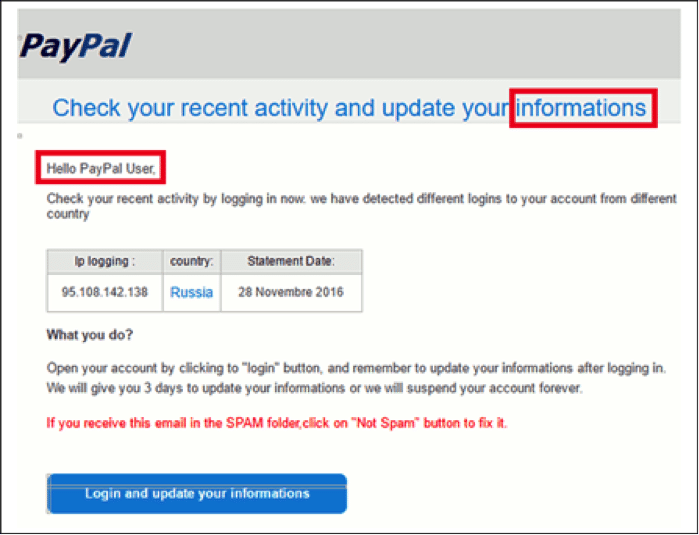 PayPal
Check your recent activity and update your informations
Hello PayPal User,
Check your recent activity by logging in now. we have detected different logins to your account from different
country
Ip logging : country: Statement Date:
95.108.142.138 Russia 28 Novembre 2016
What you do?
Open your account by clicking to "login" button, and remember to update your informations after logging in.
We will give you 3 days to update your informations or we will suspend your account forever.
If you receive this email in the SPAM folder,click on "Not Spam" button to fix it.
Login and update your informations